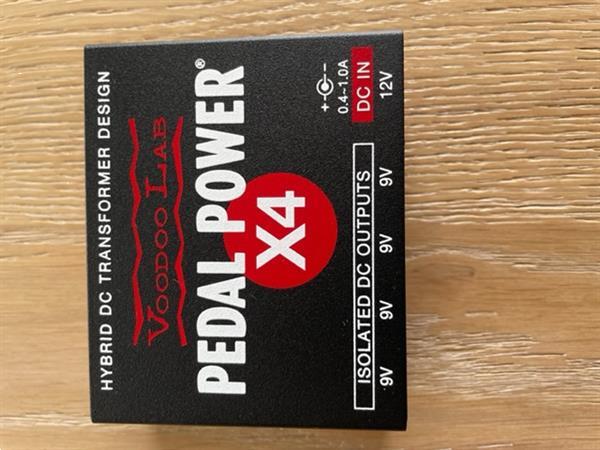 HYBRID DC TRANSFORMER DESIGN
VOODOO LAB
PEDAL POWER®
X4
+ -
0.4~1.0A
ISOLATED DC OUTPUTS DC IN
9V 9V 9V 9V 12V